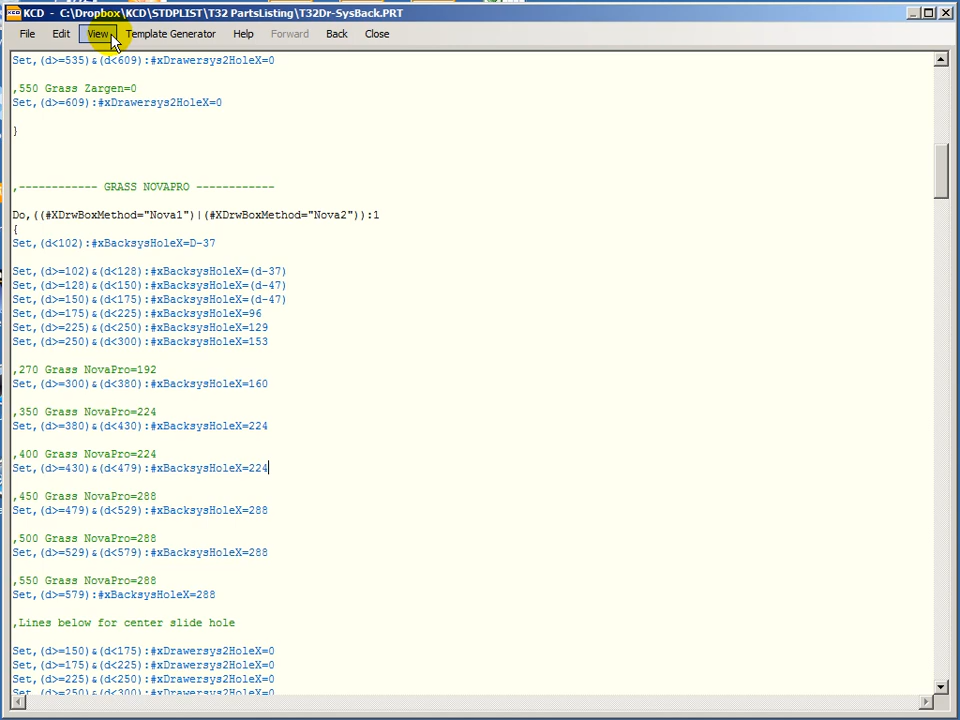 KCD - C:\Dropbox\KCD\STDPLIST\T32 PartsListing\T32Dr-SysBack.PRT
File Edit View Template Generator Help Forward Back Close
Set,(d>=535)&(d<609):#xDrawersys2HoleX=0
,550 Grass Zargen=0
Set,(d>=609):#xDrawersys2HoleX=0
}
,------------ GRASS NOVAPRO ------------
Do,((#XDrwBoxMethod="Nova1")|(#XDrwBoxMethod="Nova2")):1
{
Set,(d<102):#xBacksysHoleX=D-37
Set,(d>=102)&(d<128):#xBacksysHoleX=(d-37)
Set,(d>=128)&(d<150):#xBacksysHoleX=(d-47)
Set,(d>=150)&(d<175):#xBacksysHoleX=(d-47)
Set,(d>=175)&(d<225):#xBacksysHoleX=96
Set,(d>=225)&(d<250):#xBacksysHoleX=129
Set,(d>=250)&(d<300):#xBacksysHoleX=153
,270 Grass NovaPro=192
Set,(d>=300)&(d<380):#xBacksysHoleX=160
,350 Grass NovaPro=224
Set,(d>=380)&(d<430):#xBacksysHoleX=224
,400 Grass NovaPro=224
Set,(d>=430)&(d<479):#xBacksysHoleX=224
,450 Grass NovaPro=288
Set,(d>=479)&(d<529):#xBacksysHoleX=288
,500 Grass NovaPro=288
Set,(d>=529)&(d<579):#xBacksysHoleX=288
,550 Grass NovaPro=288
Set,(d>=579):#xBacksysHoleX=288
,Lines below for center slide hole
Set,(d>=150)&(d<175):#xDrawersys2HoleX=0
Set,(d>=175)&(d<225):#xDrawersys2HoleX=0
Set,(d>=225)&(d<250):#xDrawersys2HoleX=0
Set,(d>=250)&(d<300):#xDrawersys2HoleX=0